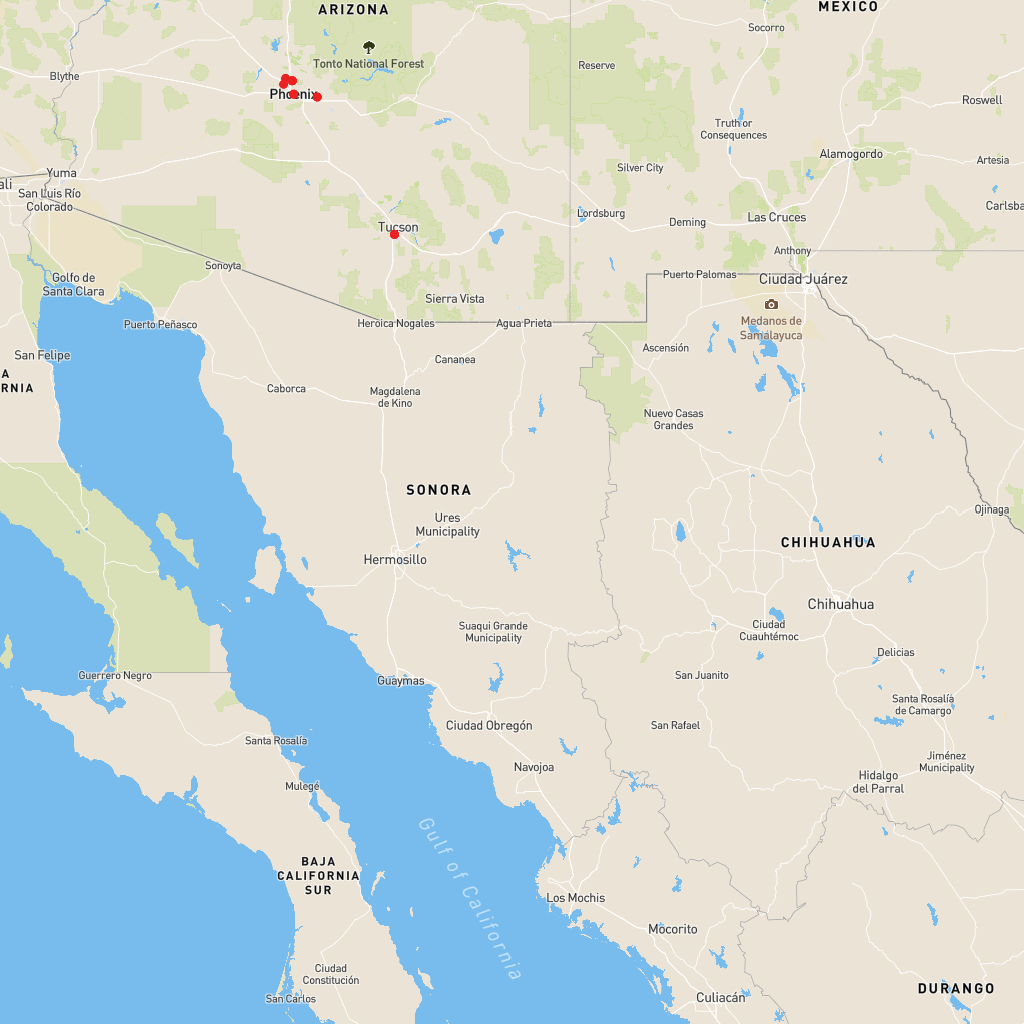 ARIZONA
MEXICO
Socorro
Tonto National Forest
Reserve
Blythe
Phoenix
Roswell
Truth or
Consequences
Alamogordo
Artesia
Silver City
Yuma
ali
San Luis Río
Colorado
Carlsba
Lordsburg
Las Cruces
Deming
Tucson
Anthony
Sonoyta
Puerto Palomas
Ciudad Juárez
Golfo de
Santa Clara
Sierra Vista
Medanos de
Samalayuca
Puerto Peñasco
Heroica Nogales
Agua Prieta
San Felipe
Ascensión
Cananea
A
RNIA
Caborca
Magdalena
de Kino
Nuevo Casas
Grandes
SONORA
Ures
Municipality
Ojinaga
CHIHUAHUA
Hermosillo
Chihuahua
Suaqui Grande
Municipality
Ciudad
Cuauhtémoc
Delicias
Guerrero Negro
Guaymas
San Juanito
Santa Rosalía
de Camargo
Ciudad Obregón
San Rafael
Santa Rosalía
Navojoa
Jiménez
Municipality
Hidalgo
del Parral
Mulegé
Gulf of California
BAJA
CALIFORNIA
SUR
Los Mochis
Mocorito
Ciudad
Constitución
San Carlos
Culiacán
DURANGO